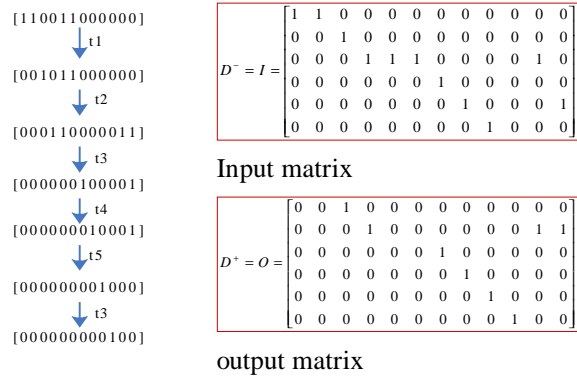 [110011000000]
t1
[001011000000]
t2
[000110000011]
t3
[000000100001]
t4
[000000010001]
t5
[000000001000]
t3
[000000000100]
D⁻ = I =
1 1 0 0 0 0 0 0 0 0 0 0
0 0 1 0 0 0 0 0 0 0 0 0
0 0 0 1 1 1 0 0 0 0 1 0
0 0 0 0 0 0 1 0 0 0 0 0
0 0 0 0 0 0 0 1 0 0 0 1
0 0 0 0 0 0 0 0 1 0 0 0
Input matrix
D⁺ = O =
0 0 1 0 0 0 0 0 0 0 0 0
0 0 0 1 0 0 0 0 0 0 1 1
0 0 0 0 0 0 1 0 0 0 0 0
0 0 0 0 0 0 0 1 0 0 0 0
0 0 0 0 0 0 0 0 1 0 0 0
0 0 0 0 0 0 0 0 0 1 0 0
output matrix